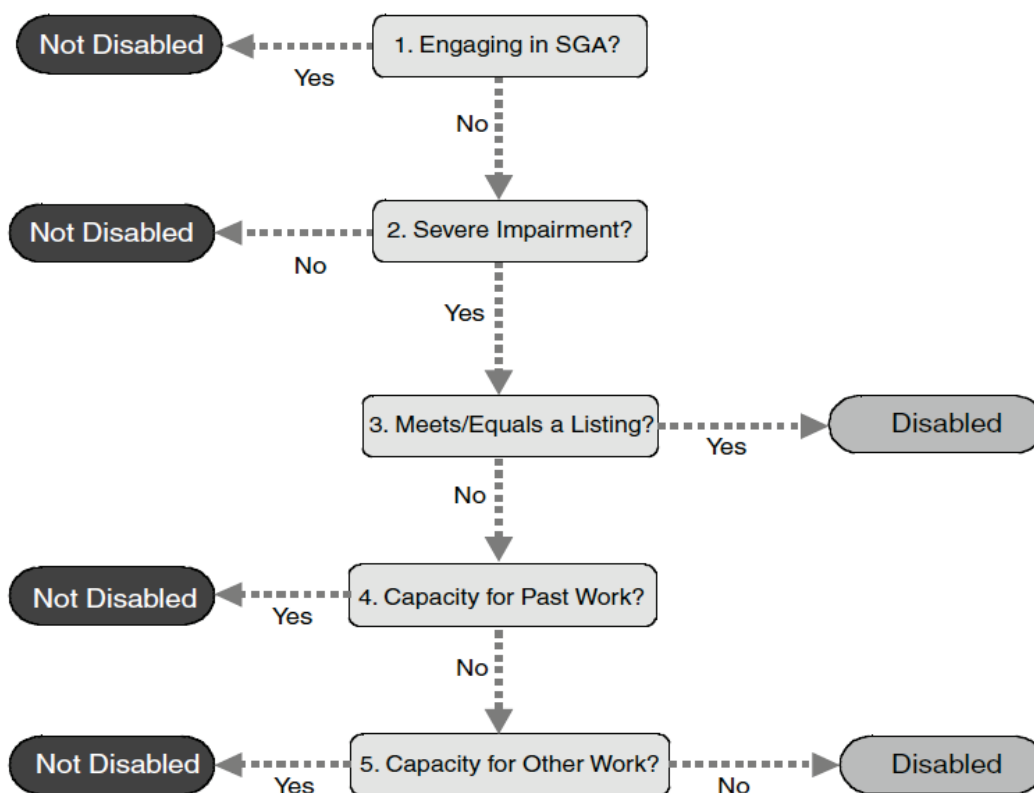 Not Disabled
1. Engaging in SGA?
Yes
No
Not Disabled
2. Severe Impairment?
No
Yes
3. Meets/Equals a Listing?
Disabled
Yes
No
Not Disabled
4. Capacity for Past Work?
Yes
No
Not Disabled
5. Capacity for Other Work?
Disabled
Yes
No